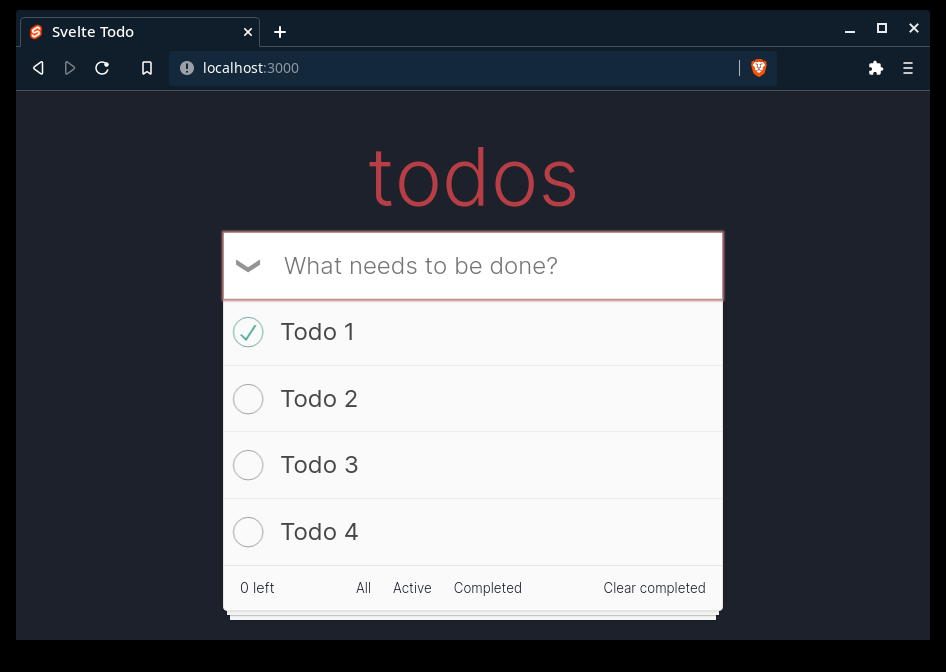 Svelte Todo
localhost:3000
todos
What needs to be done?
Todo 1
Todo 2
Todo 3
Todo 4
0 left All Active Completed Clear completed